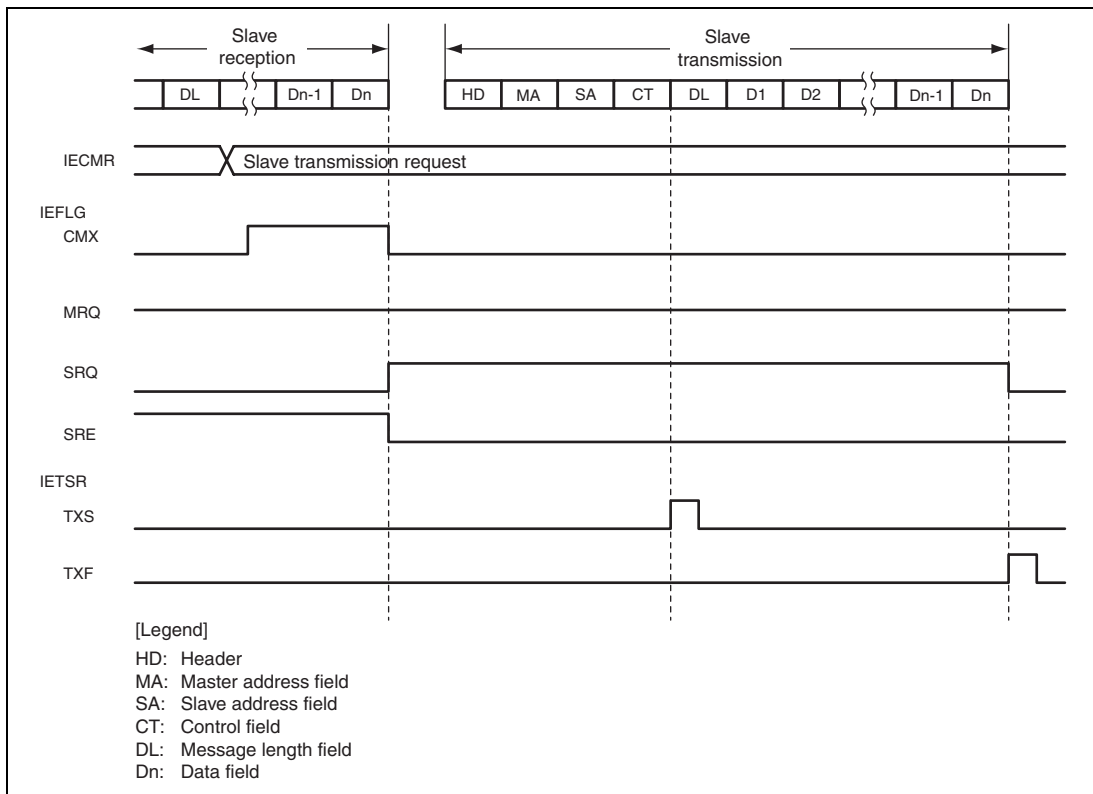 Slave
reception
Slave
transmission
DL Dn-1 Dn HD MA SA CT DL D1 D2 Dn-1 Dn
IECMR Slave transmission request
IEFLG
CMX
MRQ
SRQ
SRE
IETSR
TXS
TXF
[Legend]
HD: Header
MA: Master address field
SA: Slave address field
CT: Control field
DL: Message length field
Dn: Data field